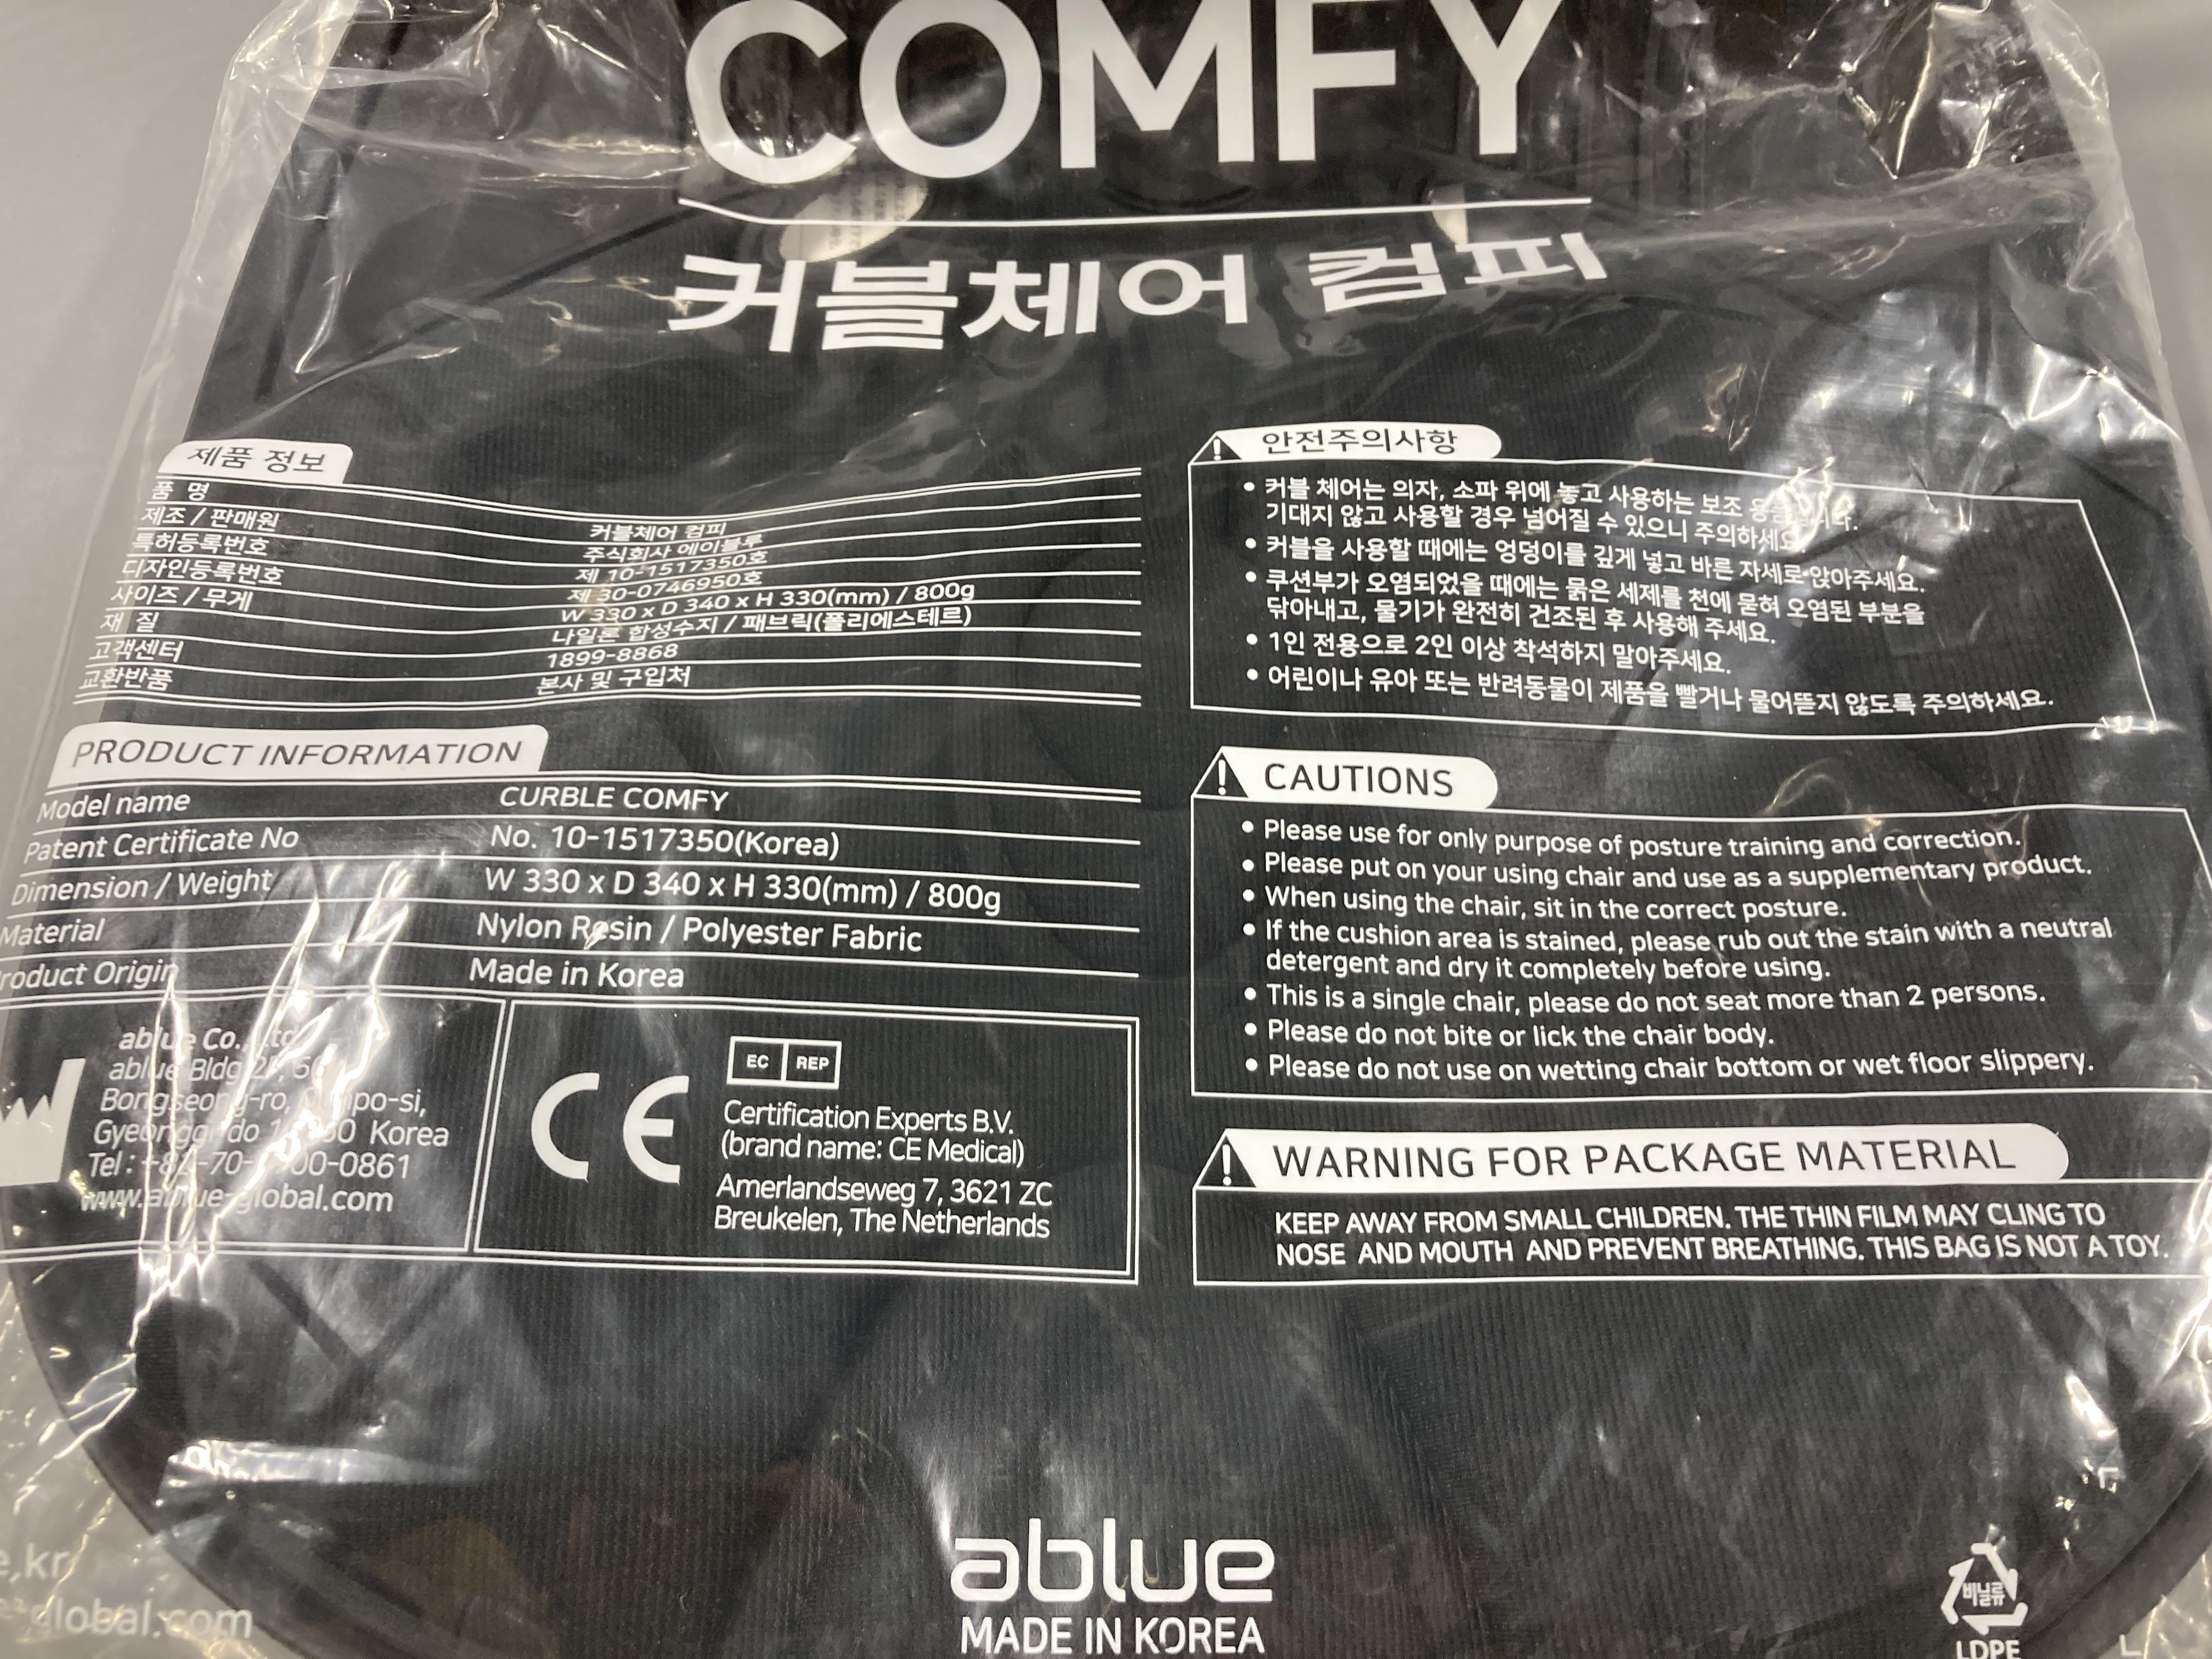 COMFY
커블체어 컴피
제품 정보
품 명 커블체어 컴피
제조 / 판매원 주식회사 에이블루
특허등록번호 제 10-1517350호
디자인등록번호 제 30-0746950호
사이즈 / 무게 W 330 x D 340 x H 330(mm) / 800g
재 질 나일론 합성수지 / 패브릭(폴리에스테르)
고객센터 1899-8868
교환반품 본사 및 구입처
PRODUCT INFORMATION
Model name CURBLE COMFY
Patent Certificate No No. 10-1517350(Korea)
Dimension / Weight W 330 x D 340 x H 330(mm) / 800g
Material Nylon Resin / Polyester Fabric
Product Origin Made in Korea
ablue Co.,
ablue Bldg
Bongseong-ro,
Korea
Tel :
www.ablue-global.com
CE
EC REP
Certification Experts B.V.
(brand name: CE Medical)
Amerlandseweg 7, 3621 ZC
Breukelen, The Netherlands
안전주의사항
• 커블 체어는 의자, 소파 위에 놓고 사용하는 보조
기대지 않고 사용할 경우 넘어질 수 있으니 주의하세요.
• 커블을 사용할 때에는 엉덩이를 깊게 넣고 바른 자세로 앉아주세요.
• 쿠션부가 오염되었을 때에는 묽은 세제를 천에 묻혀 오염된 부분을
닦아내고, 물기가 완전히 건조된 후 사용해 주세요.
• 1인 전용으로 2인 이상 착석하지 말아주세요.
• 어린이나 유아 또는 반려동물이 제품을 빨거나 물어뜯지 않도록 주의하세요.
CAUTIONS
• Please use for only purpose of posture training and correction.
• Please put on your using chair and use as a supplementary product.
• When using the chair, sit in the correct posture.
• If the cushion area is stained, please rub out the stain with a neutral
detergent and dry it completely before using.
• This is a single chair, please do not seat more than 2 persons.
• Please do not bite or lick the chair body.
• Please do not use on wetting chair bottom or wet floor slippery.
WARNING FOR PACKAGE MATERIAL
KEEP AWAY FROM SMALL CHILDREN. THE THIN FILM MAY CLING TO
NOSE AND MOUTH AND PREVENT BREATHING. THIS BAG IS NOT A TOY.
ablue
MADE IN KOREA
비닐류
LDPE
global.com